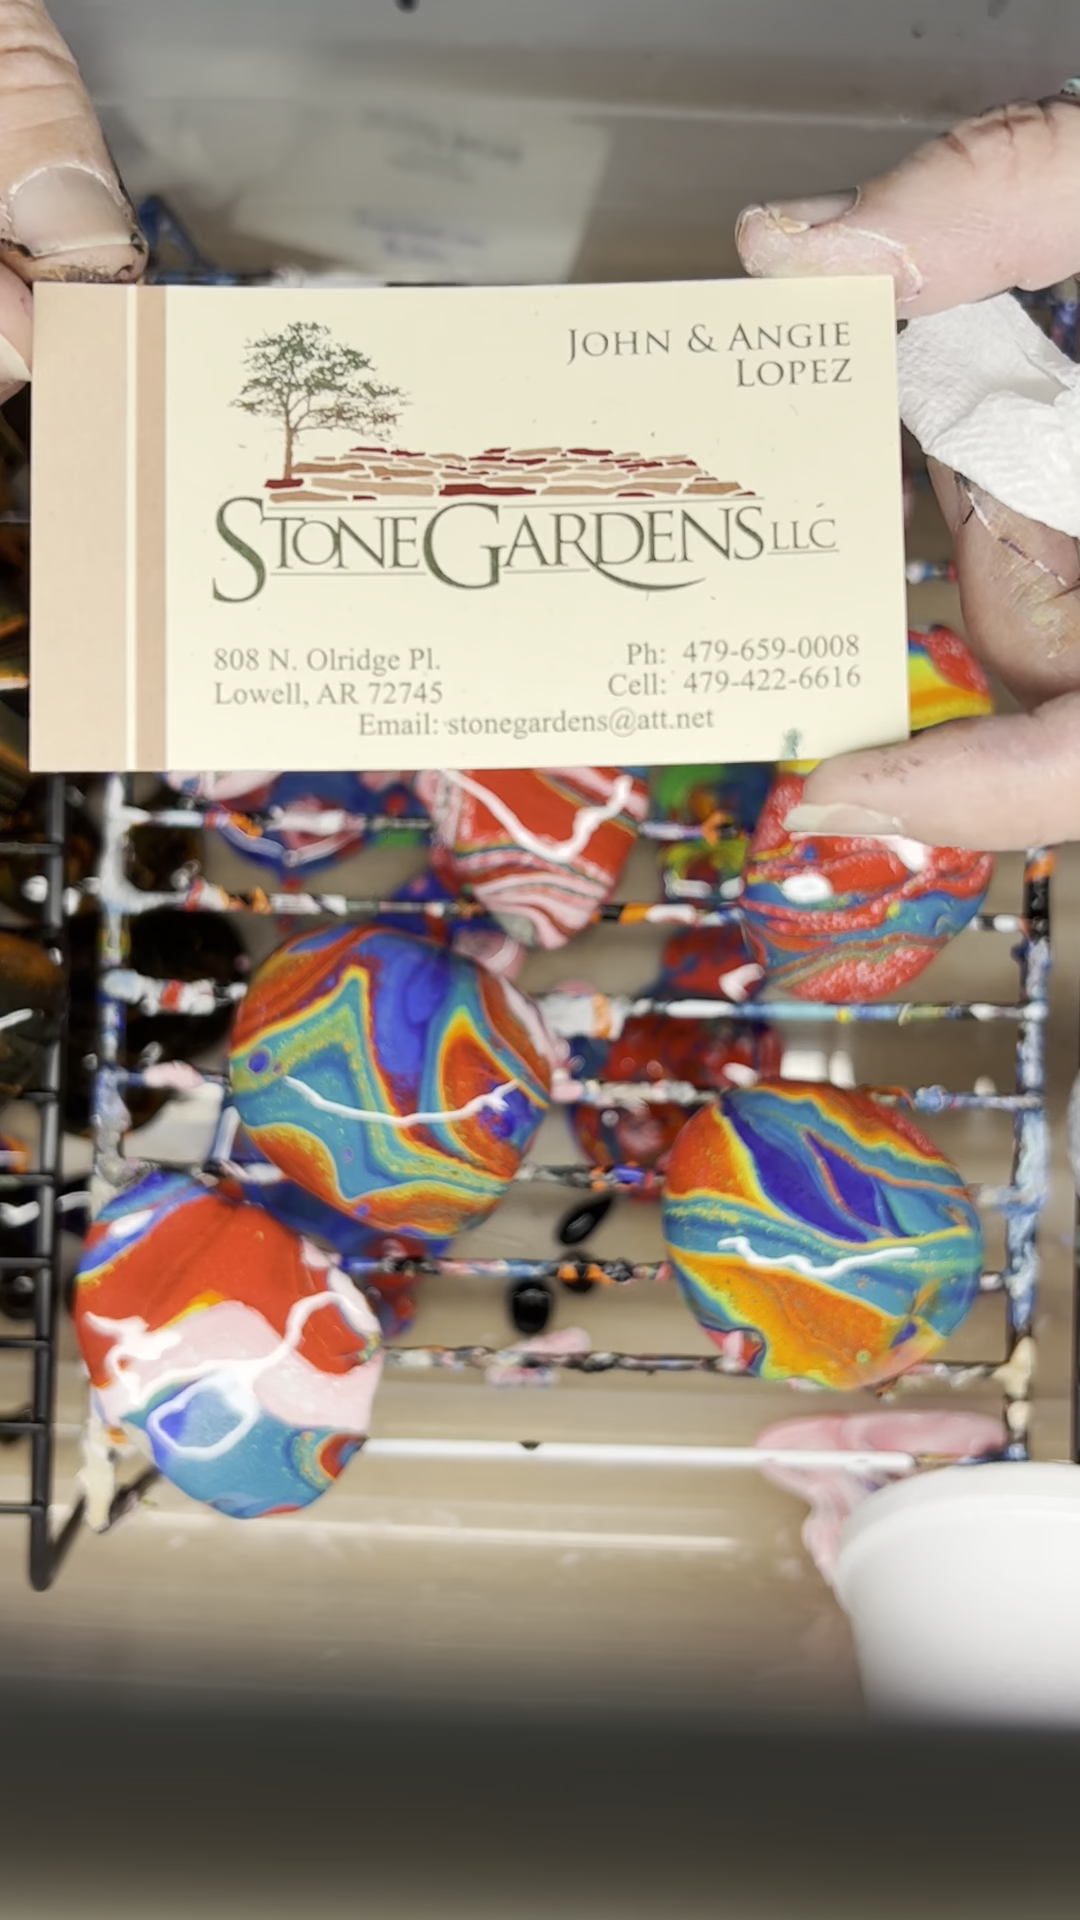 JOHN & ANGIE
LOPEZ
STONEGARDENS LLC
808 N. Olridge Pl.
Lowell, AR 72745
Ph: 479-659-0008
Cell: 479-422-6616
Email: stonegardens@att.net